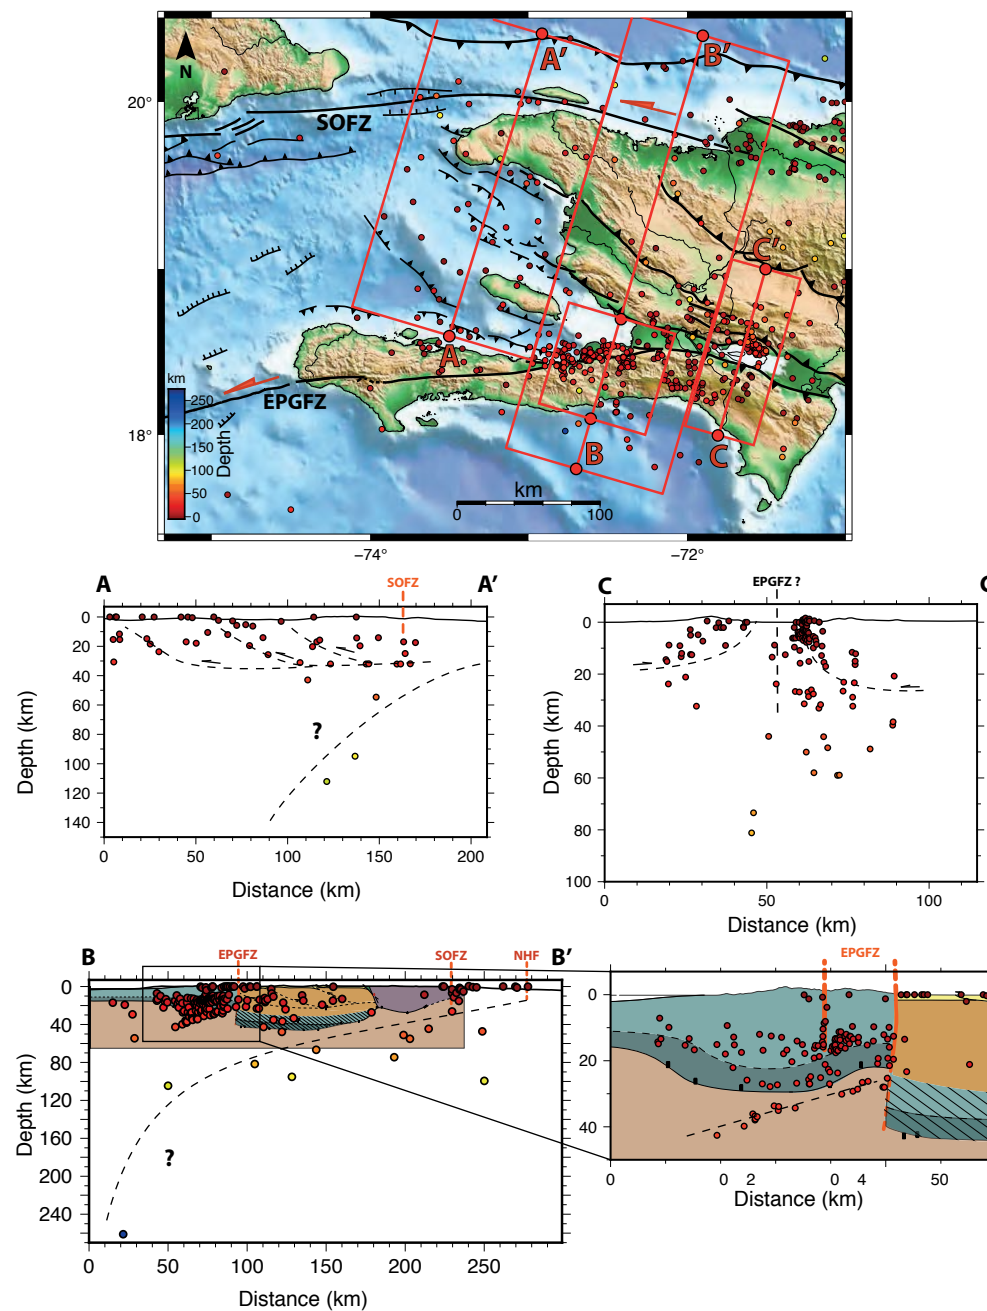 A'
B'
N
20°
SOFZ
C'
A
km
250
200
150
100
50
0
Depth
EPGFZ
18°
B
C
km
0
100
−74°
−72°
A
SOFZ
A'
0
20
40
60
80
100
120
140
Depth (km)
?
0
50
100
150
200
Distance (km)
C
EPGFZ ?
0
20
40
60
80
100
Depth (km)
0
50
100
Distance (km)
B
EPGFZ
SOFZ
NHF
B'
0
40
80
120
160
200
240
Depth (km)
?
0
50
100
150
200
250
Distance (km)
EPGFZ
0
20
40
0
0 2
0 4
50
Distance (km)